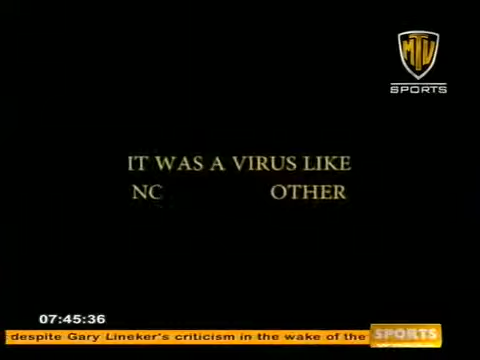 MTV
SPORTS
IT WAS A VIRUS LIKE
NC OTHER
07:45:36
despite Gary Lineker's criticism in the wake of the
SPORTS